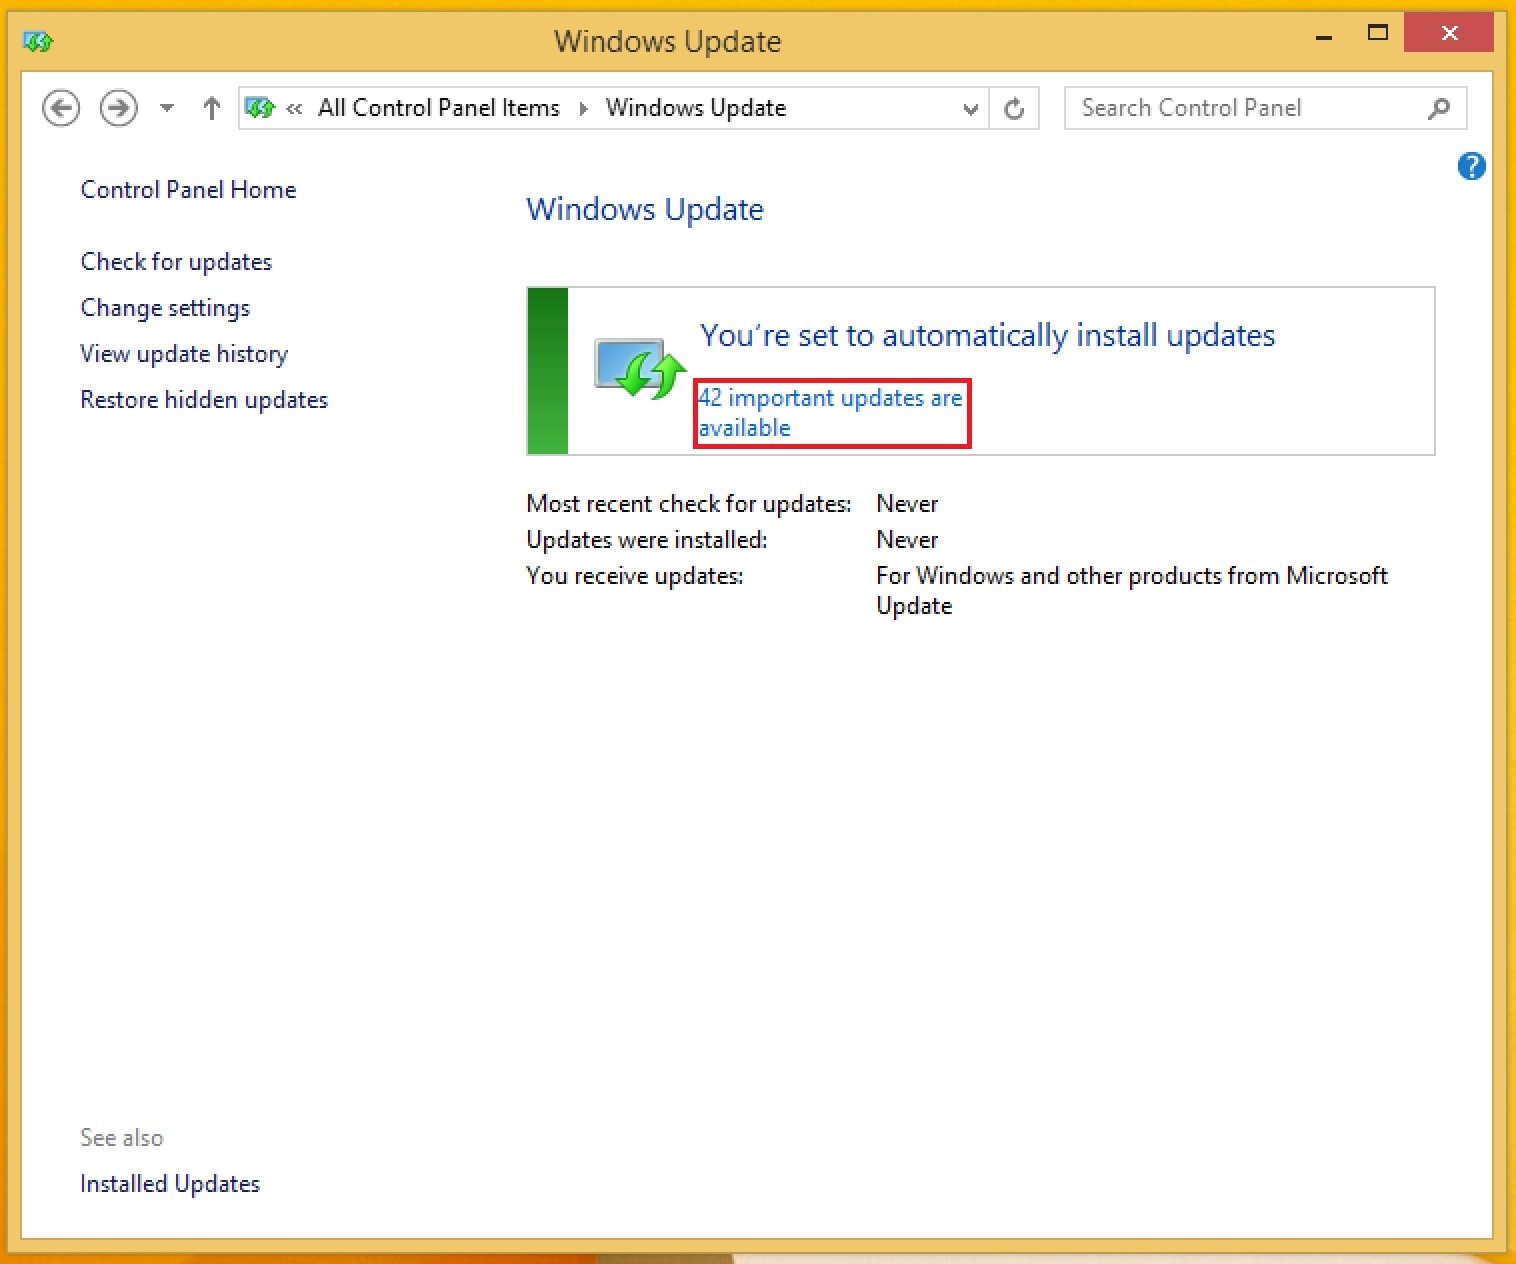 Windows Update
« All Control Panel Items Windows Update
Search Control Panel
?
Control Panel Home
Check for updates
Change settings
View update history
Restore hidden updates
Windows Update
You're set to automatically install updates
42 important updates are
available
Most recent check for updates: Never
Updates were installed: Never
You receive updates: For Windows and other products from Microsoft
Update
See also
Installed Updates